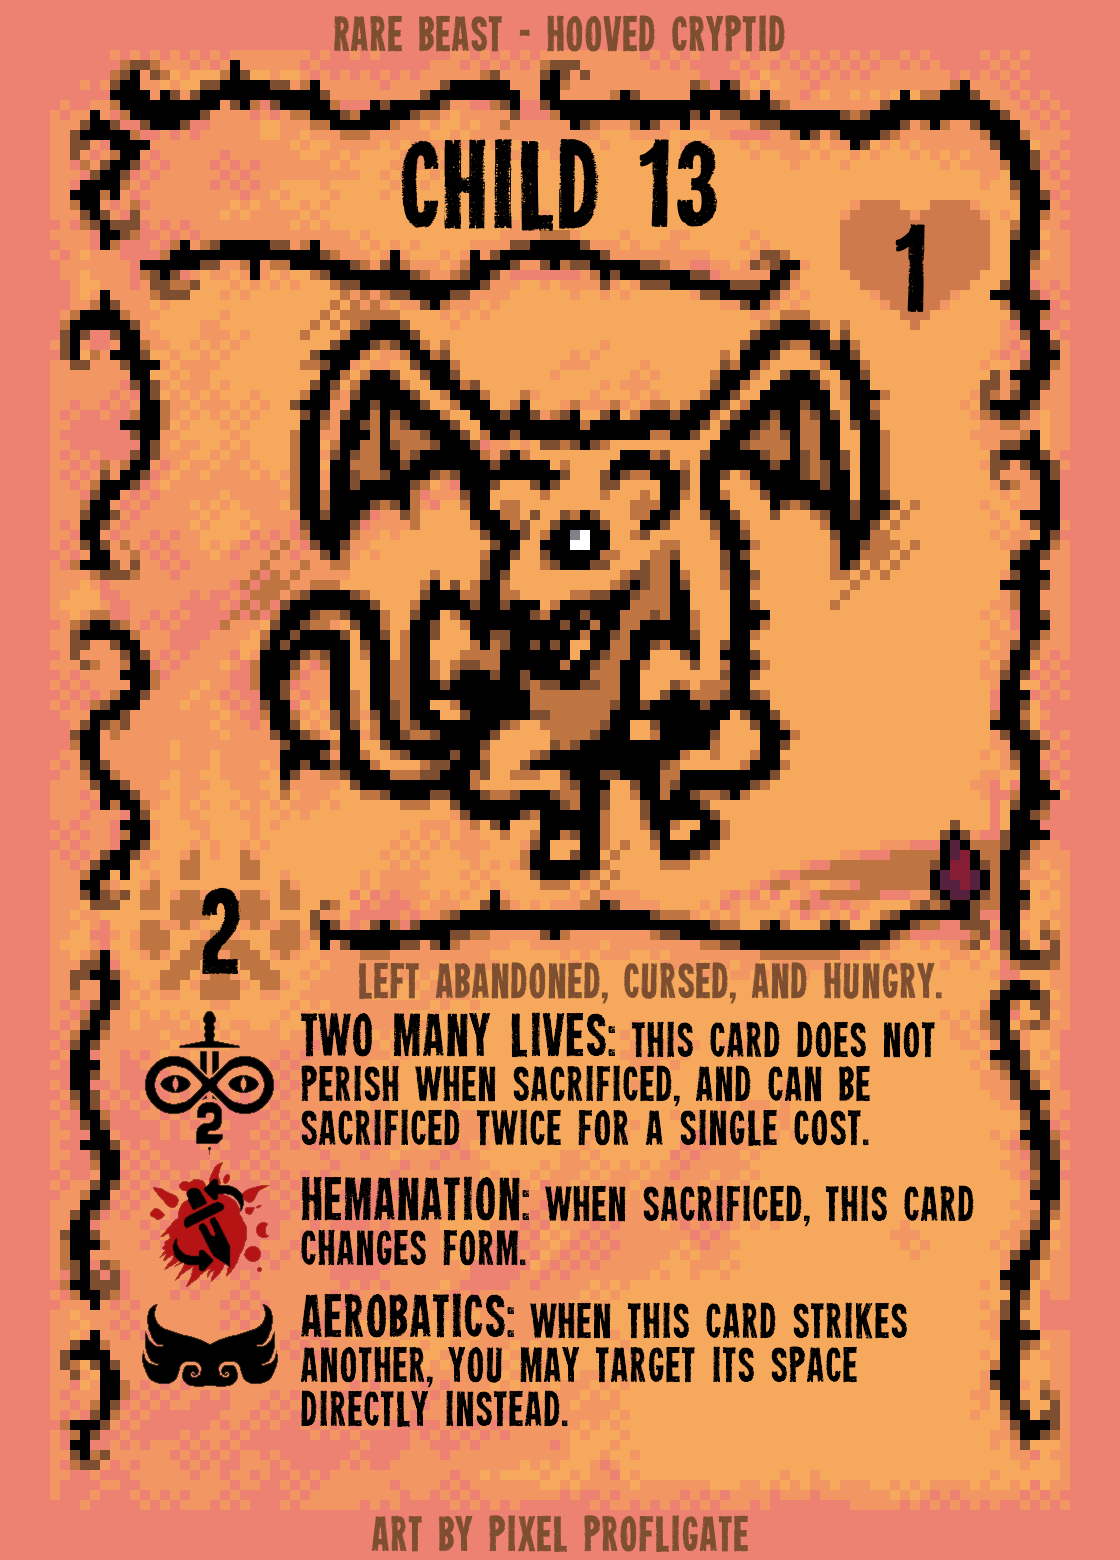 RARE BEAST - HOOVED CRYPTID
CHILD 13
1
2
LEFT ABANDONED, CURSED, AND HUNGRY.
TWO MANY LIVES: THIS CARD DOES NOT
PERISH WHEN SACRIFICED, AND CAN BE
SACRIFICED TWICE FOR A SINGLE COST.
2
HEMANATION: WHEN SACRIFICED, THIS CARD
CHANGES FORM.
AEROBATICS: WHEN THIS CARD STRIKES
ANOTHER, YOU MAY TARGET ITS SPACE
DIRECTLY INSTEAD.
ART BY PIXEL PROFLIGATE